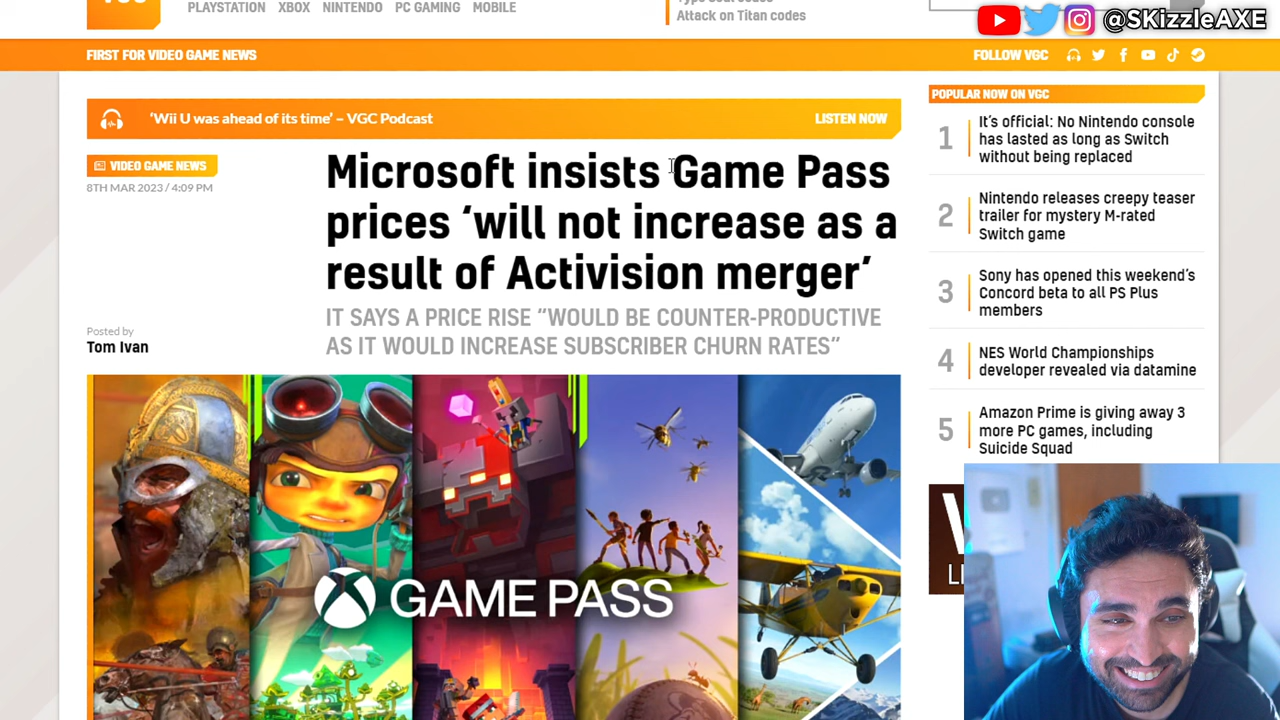 PLAYSTATION XBOX NINTENDO PC GAMING MOBILE
Attack on Titan codes
@SKizzleAXE
FIRST FOR VIDEO GAME NEWS
FOLLOW VGC
'Wii U was ahead of its time' – VGC Podcast
LISTEN NOW
VIDEO GAME NEWS
8TH MAR 2023 / 4:09 PM
Microsoft insists Game Pass
prices ‘will not increase as a
result of Activision merger’
IT SAYS A PRICE RISE “WOULD BE COUNTER-PRODUCTIVE
AS IT WOULD INCREASE SUBSCRIBER CHURN RATES”
Posted by
Tom Ivan
GAME PASS
POPULAR NOW ON VGC
1
It's official: No Nintendo console
has lasted as long as Switch
without being replaced
2
Nintendo releases creepy teaser
trailer for mystery M-rated
Switch game
3
Sony has opened this weekend's
Concord beta to all PS Plus
members
4
NES World Championships
developer revealed via datamine
5
Amazon Prime is giving away 3
more PC games, including
Suicide Squad